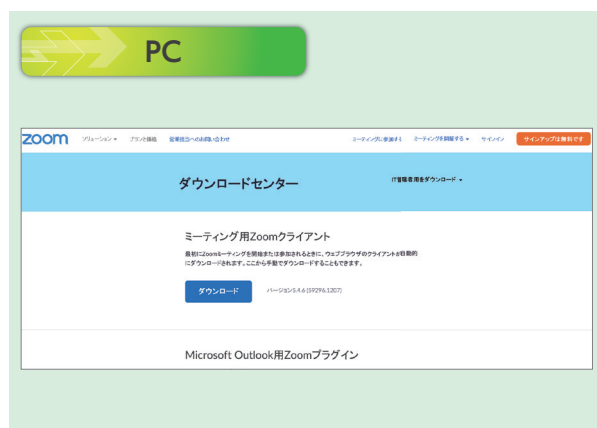 PC
zoom ソリューション プランと価格 営業担当へのお問い合わせ ミーティングに参加する ミーティングを開催する サインイン サインアップは無料です
ダウンロードセンター IT管理者用をダウンロード
ミーティング用Zoomクライアント
最初にZoomミーティングを開始または参加されるときに、ウェブブラウザのクライアントが自動的
にダウンロードされます。ここから手動でダウンロードすることもできます。
ダウンロード バージョン5.4.6 (59296.1207)
Microsoft Outlook用Zoomプラグイン